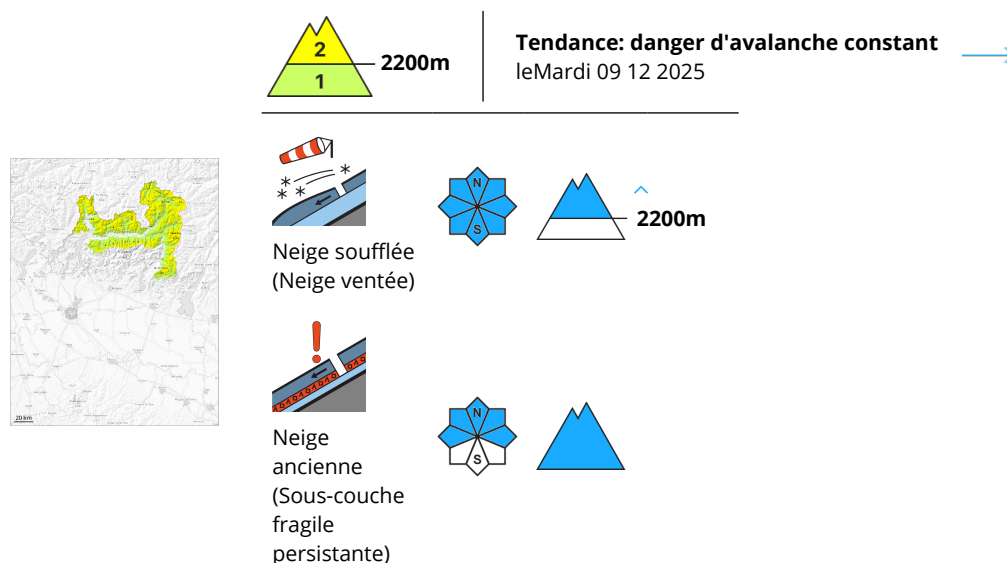 2
1
2200m
Tendance: danger d'avalanche constant
leMardi 09 12 2025
N
S
2200m
Neige soufflée
(Neige ventée)
20 km
N
S
Neige
ancienne
(Sous-couche
fragile
persistante)